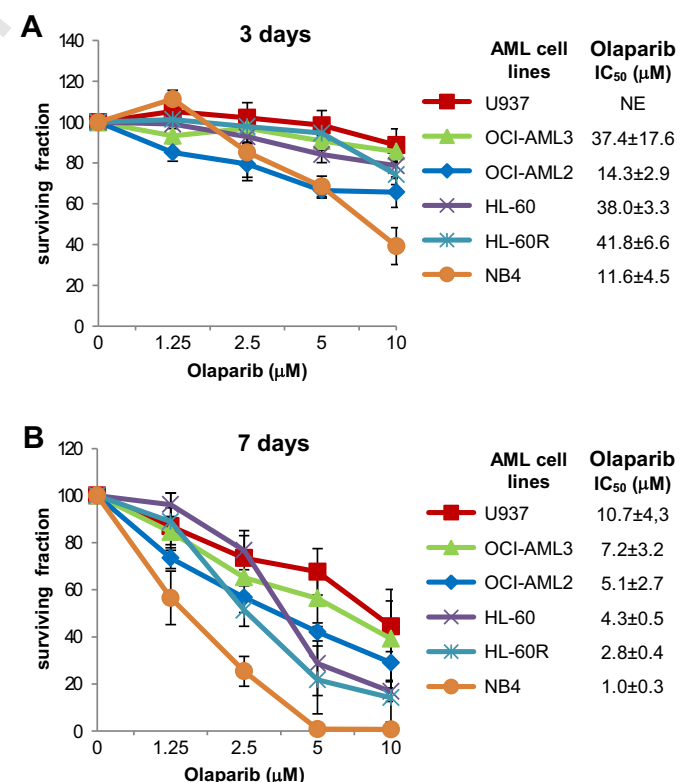 A
3 days
140
120
100
80
60
40
20
0
surviving fraction
0 1.25 2.5 5 10
Olaparib (μM)
AML cell lines
Olaparib IC50 (μM)
U937 NE
OCI-AML3 37.4±17.6
OCI-AML2 14.3±2.9
HL-60 38.0±3.3
HL-60R 41.8±6.6
NB4 11.6±4.5
B
7 days
120
100
80
60
40
20
0
surviving fraction
0 1.25 2.5 5 10
Olaparib (μM)
AML cell lines
Olaparib IC50 (μM)
U937 10.7±4,3
OCI-AML3 7.2±3.2
OCI-AML2 5.1±2.7
HL-60 4.3±0.5
HL-60R 2.8±0.4
NB4 1.0±0.3